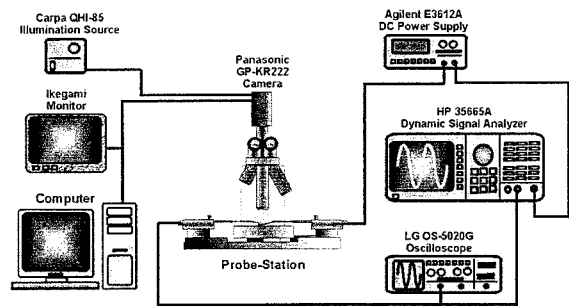 Carpa QHI-85
Illumination Source
Ikegami
Monitor
Computer
Panasonic
GP-KR222
Camera
Probe-Station
Agilent E3612A
DC Power Supply
HP 35665A
Dynamic Signal Analyzer
LG OS-5020G
Oscilloscope